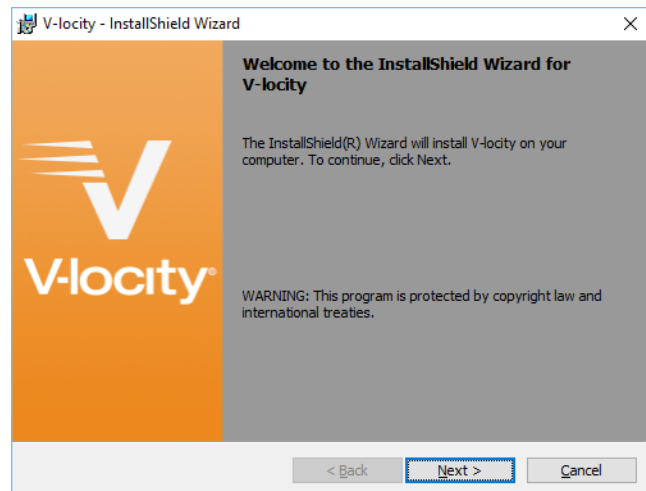 V-locity - InstallShield Wizard
Welcome to the InstallShield Wizard for
V-locity
The InstallShield(R) Wizard will install V-locity on your
computer. To continue, click Next.
V-locity®
WARNING: This program is protected by copyright law and
international treaties.
< Back
Next >
Cancel